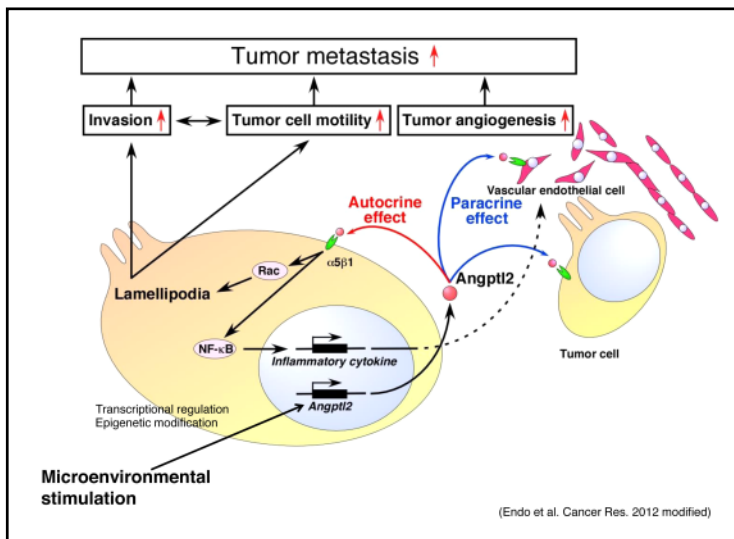 Tumor metastasis
Invasion
Tumor cell motility
Tumor angiogenesis
Vascular endothelial cell
Autocrine
effect
Paracrine
effect
α5β1
Rac
Angptl2
Lamellipodia
NF-κB
Inflammatory cytokine
Tumor cell
Angptl2
Transcriptional regulation
Epigenetic modification
Microenvironmental
stimulation
(Endo et al. Cancer Res. 2012 modified)